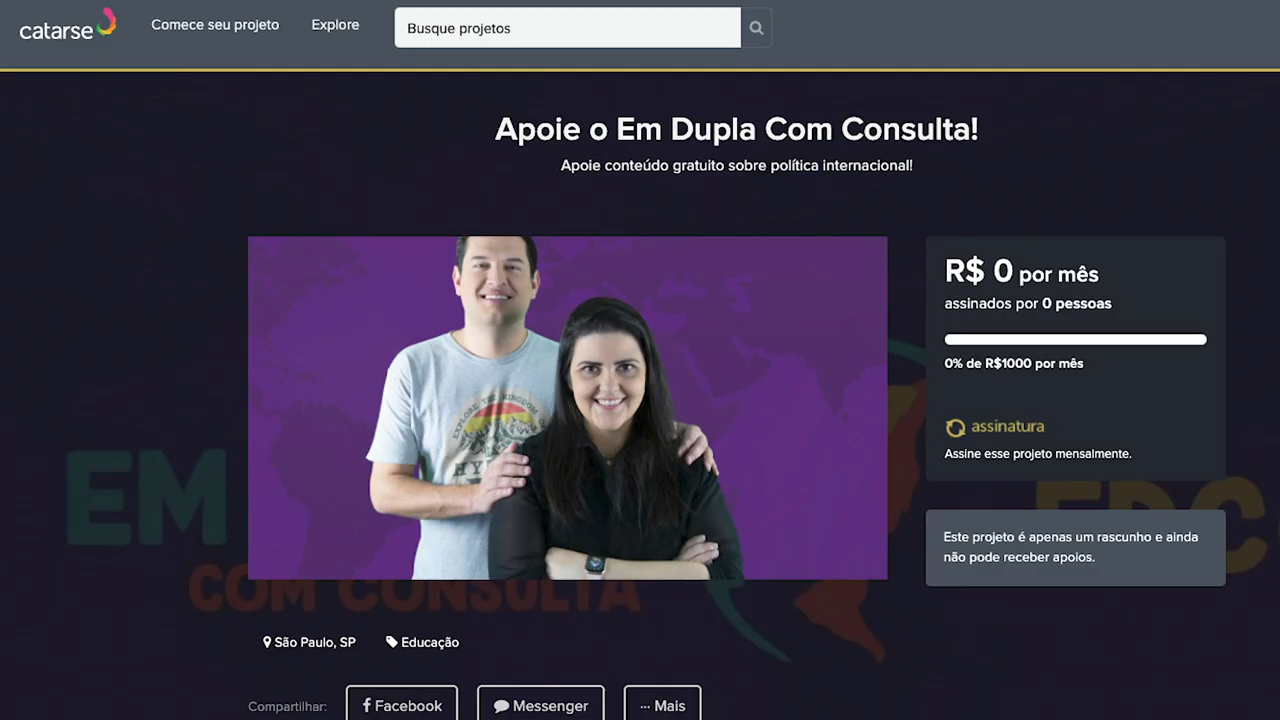 catarse
Comece seu projeto
Explore
Busque projetos
Apoie o Em Dupla Com Consulta!
Apoie conteúdo gratuito sobre política internacional!
R$ 0 por mês
assinados por 0 pessoas
0% de R$1000 por mês
assinatura
Assine esse projeto mensalmente.
Este projeto é apenas um rascunho e ainda
não pode receber apoios.
EXPLORE THE KINGDOM
EM
EDC
COM CONSULTA
São Paulo, SP
Educação
Compartilhar:
Facebook
Messenger
··· Mais